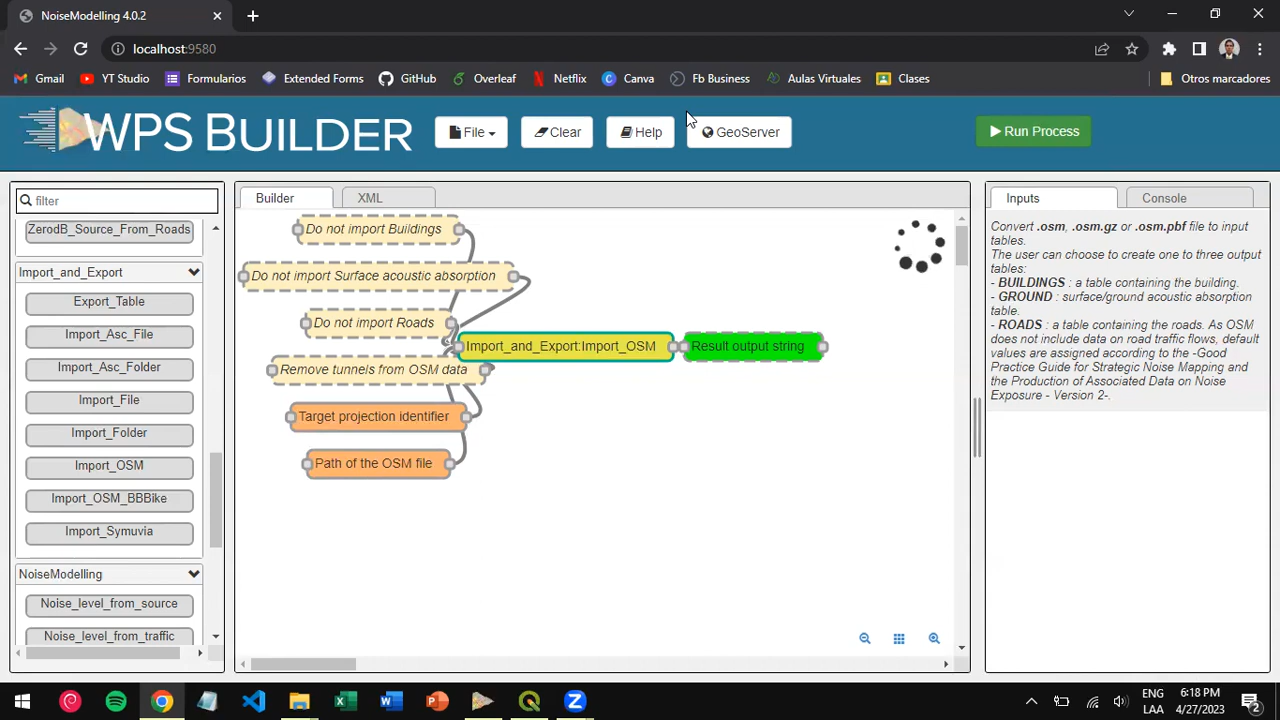 NoiseModelling 4.0.2
localhost:9580
Gmail
YT Studio
Formularios
Extended Forms
GitHub
Overleaf
Netflix
Canva
Fb Business
Aulas Virtuales
Clases
Otros marcadores
WPS BUILDER
File
Clear
Help
GeoServer
Run Process
filter
ZerodB_Source_From_Roads
Import_and_Export
Export_Table
Import_Asc_File
Import_Asc_Folder
Import_File
Import_Folder
Import_OSM
Import_OSM_BBBike
Import_Symuvia
NoiseModelling
Noise_level_from_source
Noise_level_from_traffic
Builder
XML
Do not import Buildings
Do not import Surface acoustic absorption
Do not import Roads
Import_and_Export:Import_OSM
Result output string
Remove tunnels from OSM data
Target projection identifier
Path of the OSM file
Inputs
Console
Convert .osm, .osm.gz or .osm.pbf file to input
tables.
The user can choose to create one to three output
tables:
- BUILDINGS : a table containing the building.
- GROUND : surface/ground acoustic absorption
table.
- ROADS : a table containing the roads. As OSM
does not include data on road traffic flows, default
values are assigned according to the -Good
Practice Guide for Strategic Noise Mapping and
the Production of Associated Data on Noise
Exposure - Version 2-.
ENG
LAA
6:18 PM
4/27/2023
2